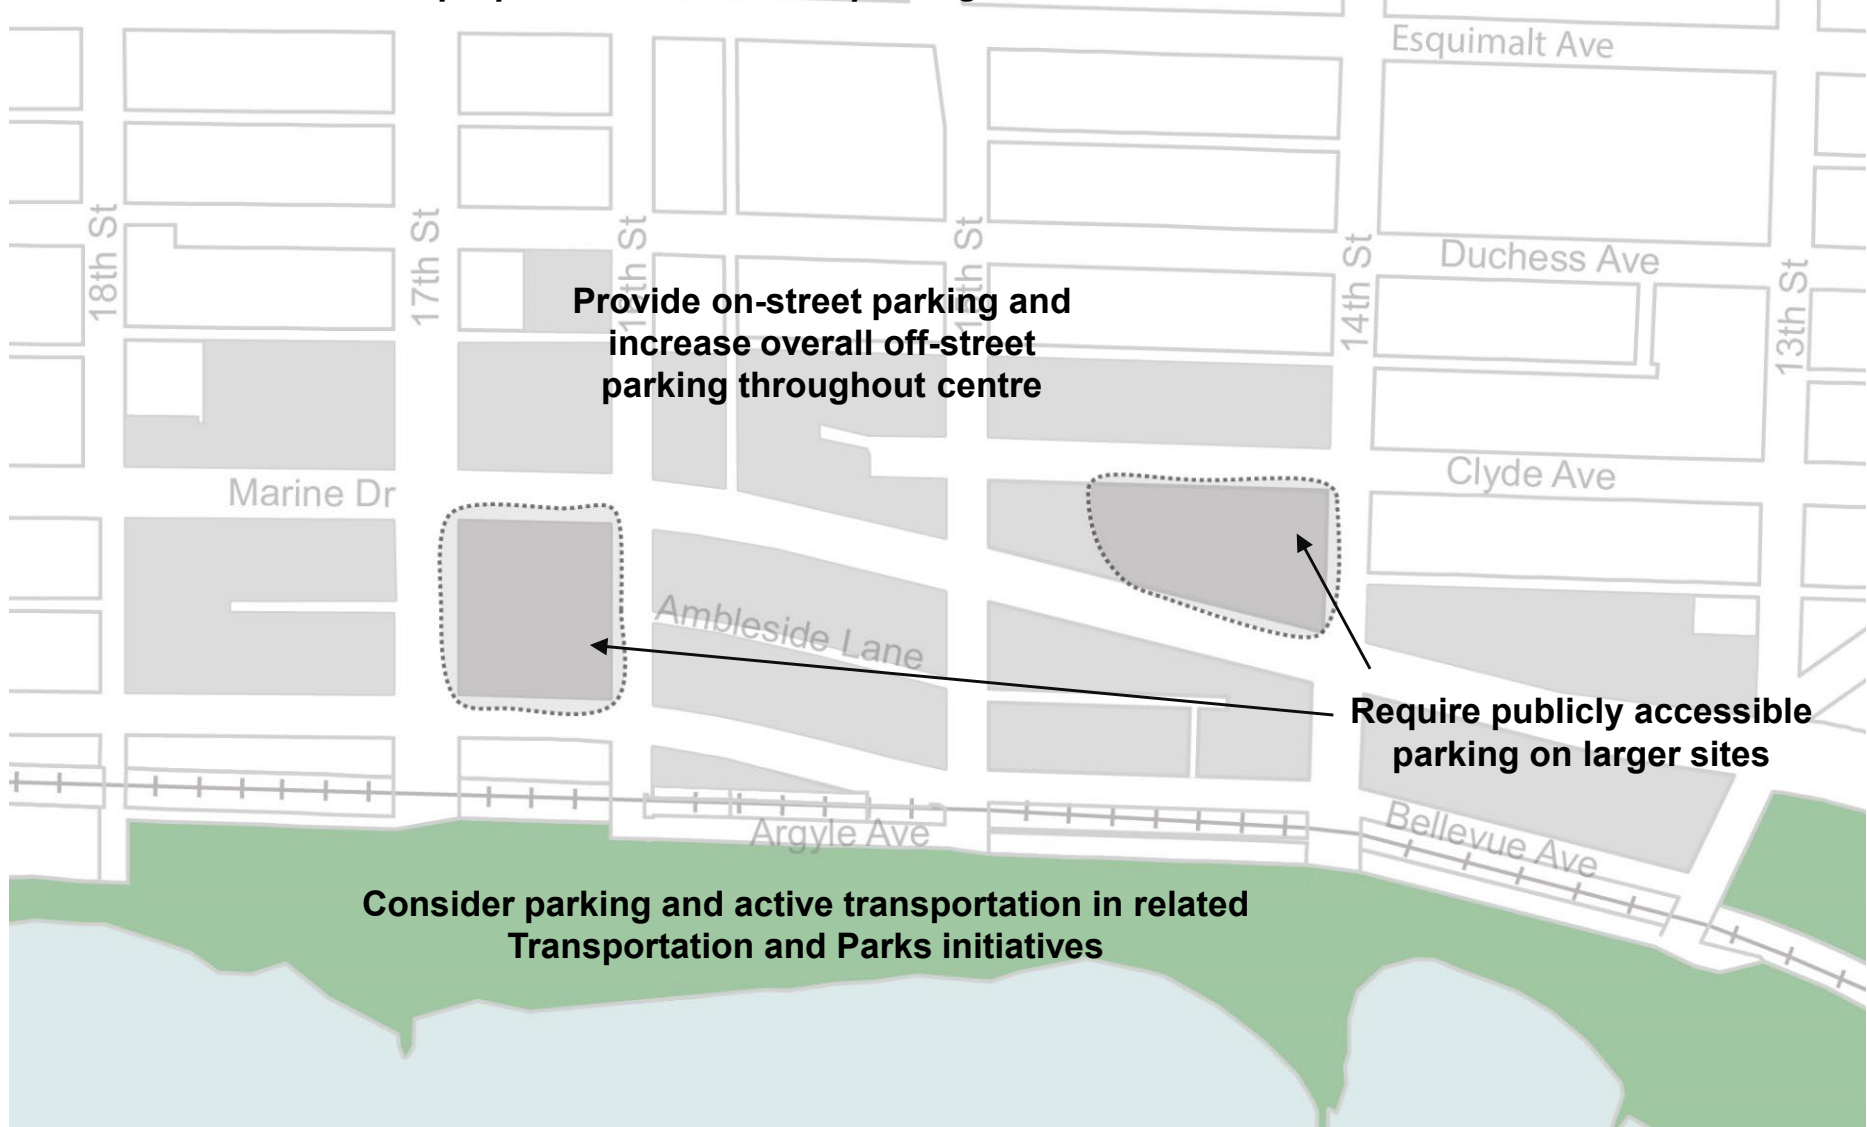 Esquimalt Ave
18th St
17th St
St
St
14th St
Duchess Ave
13th St
Provide on-street parking and
increase overall off-street
parking throughout centre
Marine Dr
Clyde Ave
Ambleside Lane
Require publicly accessible
parking on larger sites
Argyle Ave
Bellevue Ave
Consider parking and active transportation in related
Transportation and Parks initiatives